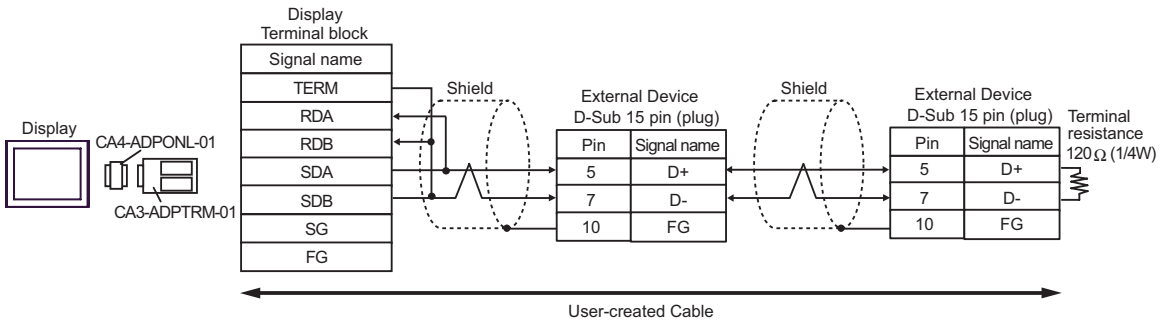 Display
CA4-ADPONL-01
CA3-ADPTRM-01
Display
Terminal block
Signal name
TERM
RDA
RDB
SDA
SDB
SG
FG
Shield
External Device
D-Sub 15 pin (plug)
Pin Signal name
5 D+
7 D-
10 FG
Shield
External Device
D-Sub 15 pin (plug)
Pin Signal name
5 D+
7 D-
10 FG
Terminal
resistance
120Ω (1/4W)
User-created Cable